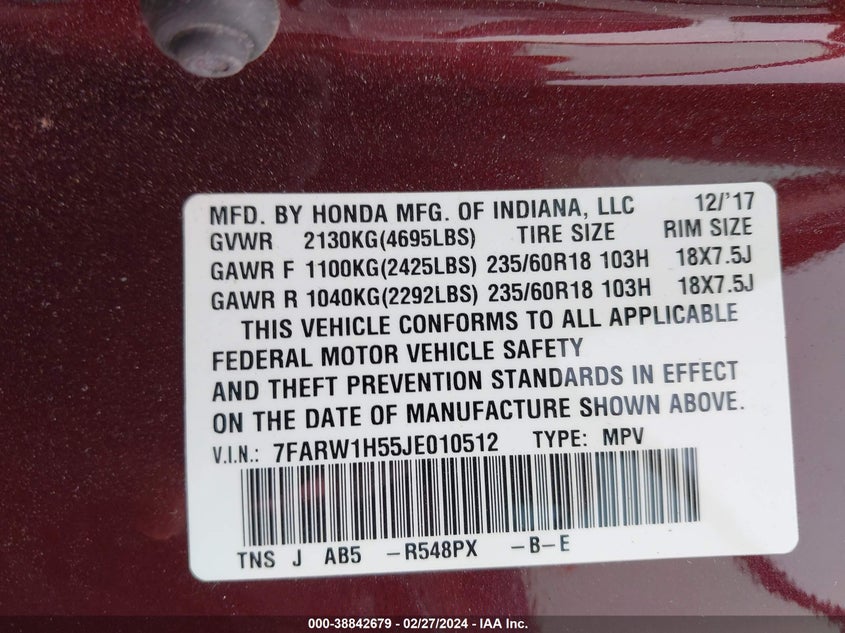 MFD. BY HONDA MFG. OF INDIANA, LLC 12/'17
GVWR 2130KG(4695LBS) TIRE SIZE RIM SIZE
GAWR F 1100KG(2425LBS) 235/60R18 103H 18X7.5J
GAWR R 1040KG(2292LBS) 235/60R18 103H 18X7.5J
THIS VEHICLE CONFORMS TO ALL APPLICABLE
FEDERAL MOTOR VEHICLE SAFETY
AND THEFT PREVENTION STANDARDS IN EFFECT
ON THE DATE OF MANUFACTURE SHOWN ABOVE.
V.I.N.: 7FARW1H55JE010512 TYPE: MPV
TNS J AB5 -R548PX -B-E
000-38842679 - 02/27/2024 - IAA Inc.